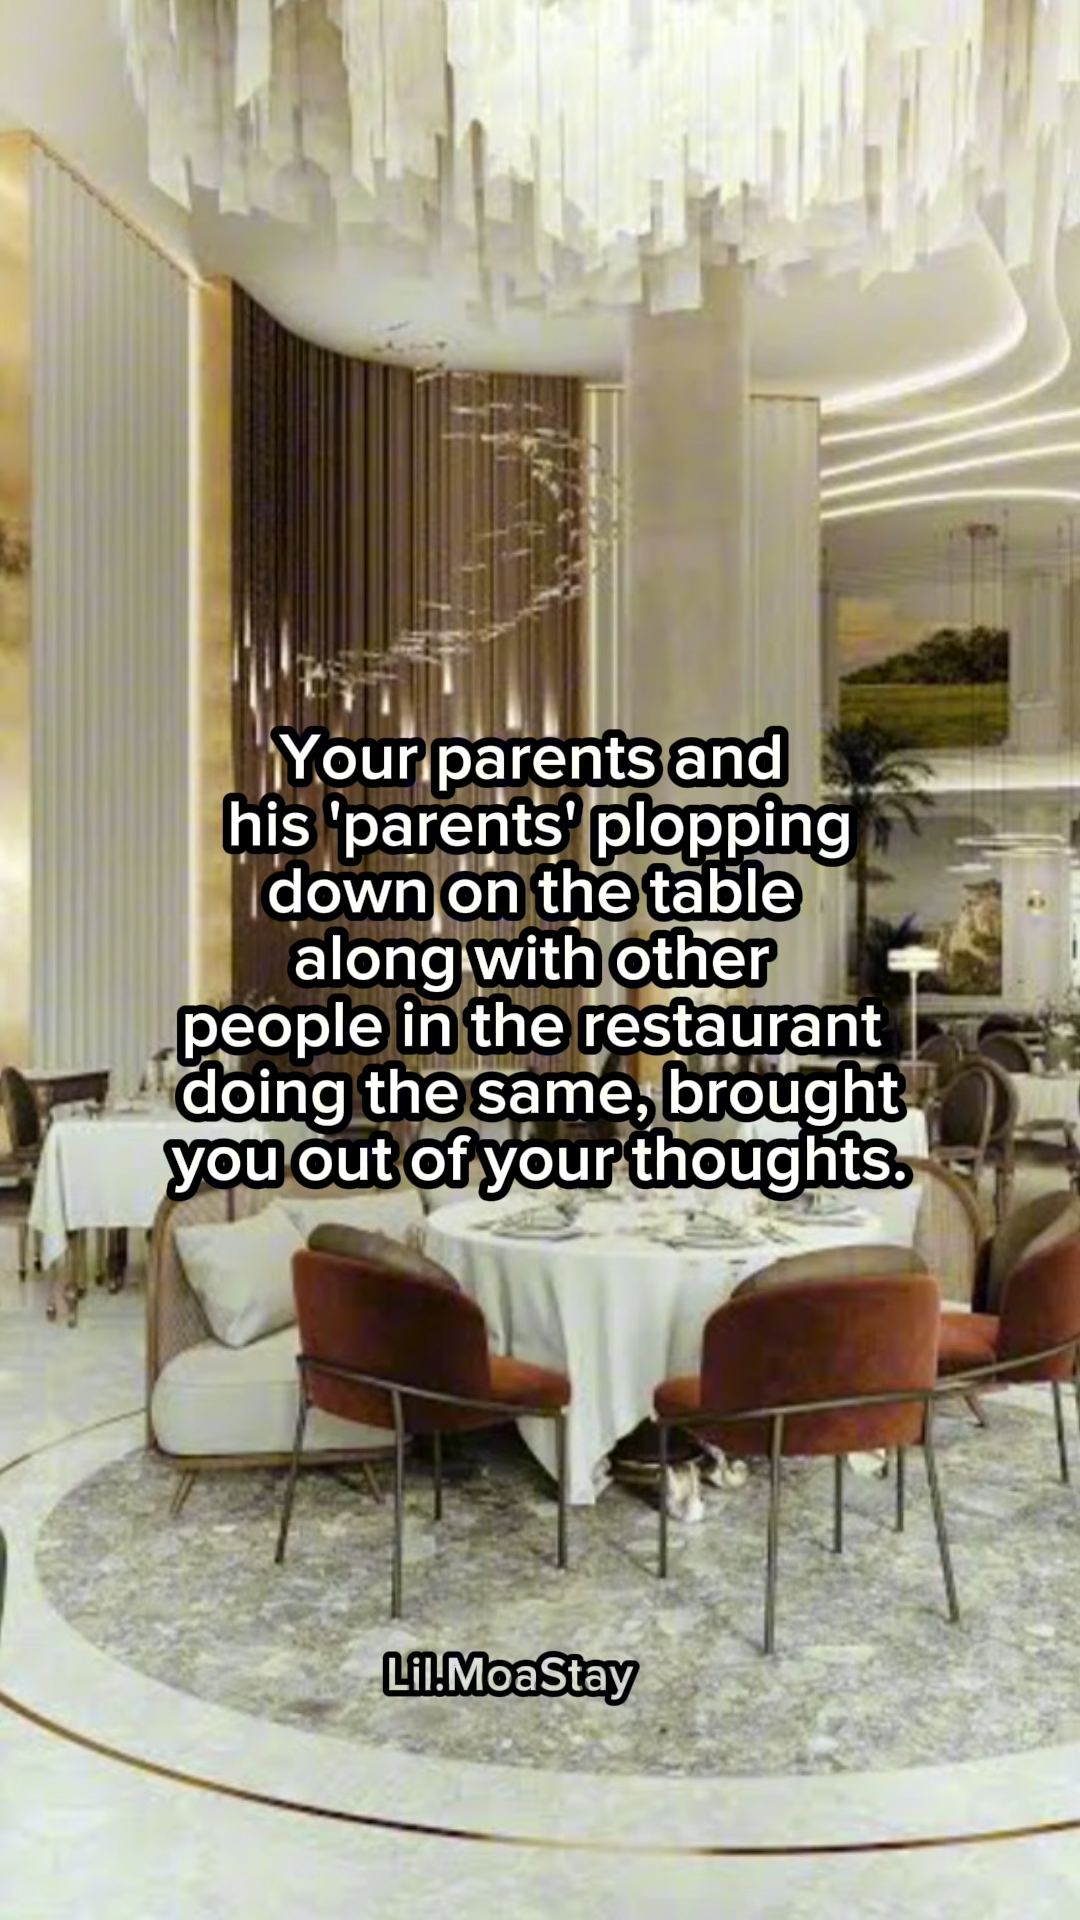 Your parents and
his 'parents' plopping
down on the table
along with other
people in the restaurant
doing the same, brought
you out of your thoughts.
Lil.MoaStay